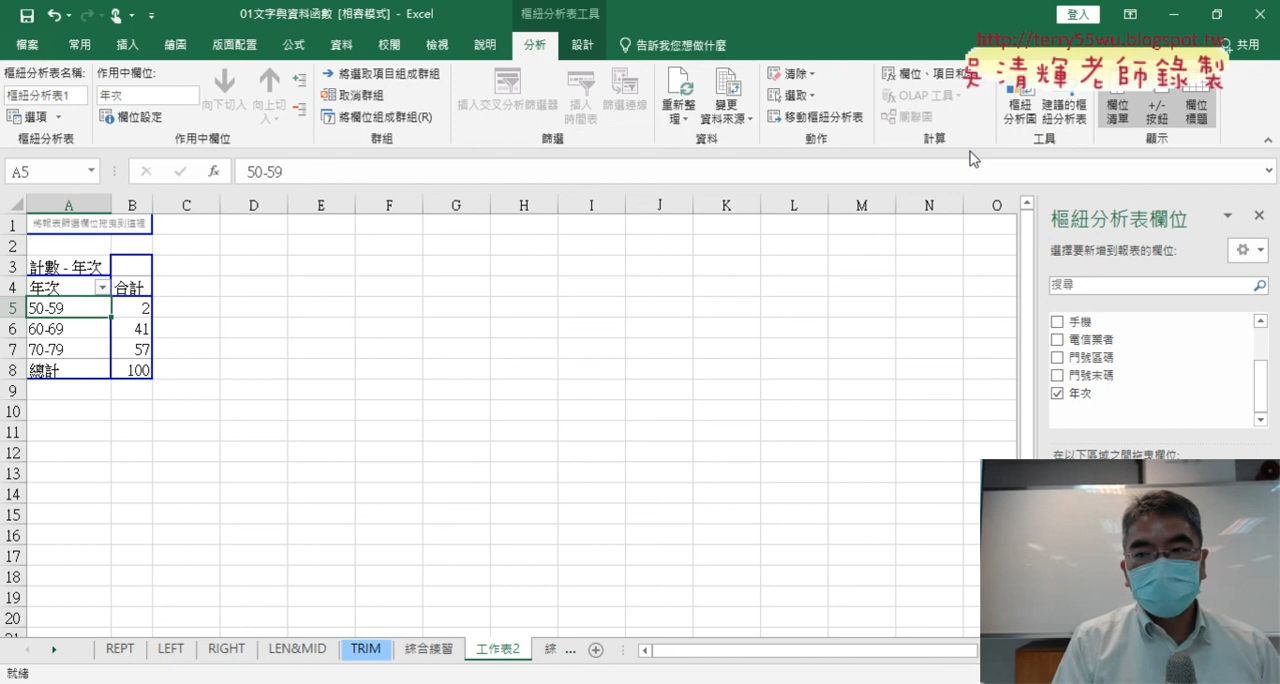 01文字與資料函數 [相容模式] - Excel
樞紐分析表工具
登入
檔案 常用 插入 繪圖 版面配置 公式 資料 校閱 檢視 說明 分析 設計 告訴我您想做什麼 共用
http://terry55wu.blogspot.tw
吳清輝老師錄製
樞紐分析表名稱: 作用中欄位: 將選取項目組成群組 清除 欄位、項目和
樞紐分析表1 年次 向下切入 向上切入 取消群組 插入交叉分析篩選器 插入時間表 篩選連線 重新整理 變更資料來源 選取 OLAP 工具 樞紐分析圖 建議的樞紐分析表 欄位清單 +/-按鈕 欄位標題
選項 欄位設定 將欄位組成群組(R) 移動樞紐分析表 關聯圖
樞紐分析表 作用中欄位 群組 篩選 資料 動作 計算 工具 顯示
A5 fx 50-59
A B C D E F G H I J K L M N O
1 將報表篩選欄位拖曳到這裡
2
3 計數 - 年次
4 年次 合計
5 50-59 2
6 60-69 41
7 70-79 57
8 總計 100
9
10
11
12
13
14
15
16
17
18
19
20
樞紐分析表欄位
選擇要新增到報表的欄位:
搜尋
手機
電信業者
門號區碼
門號末碼
年次
在以下區域之間拖曳欄位:
REPT LEFT RIGHT LEN&MID TRIM 綜合練習 工作表2 綜 ...
就緒